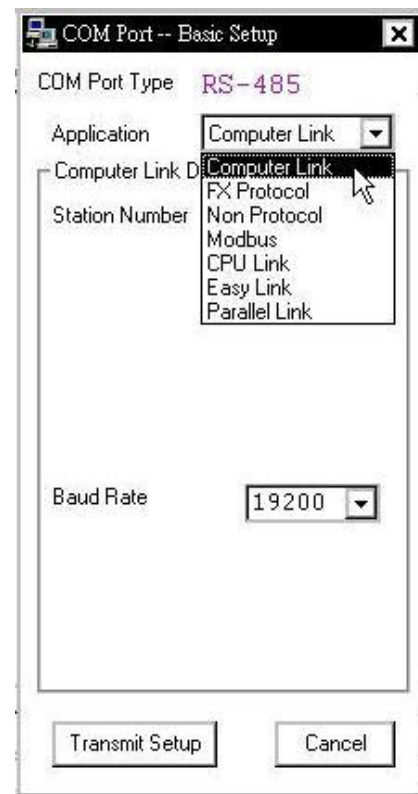 COM Port -- Basic Setup
COM Port Type RS-485
Application Computer Link
Computer Link D
Computer Link
FX Protocol
Station Number
Non Protocol
Modbus
CPU Link
Easy Link
Parallel Link
Baud Rate 19200
Transmit Setup Cancel